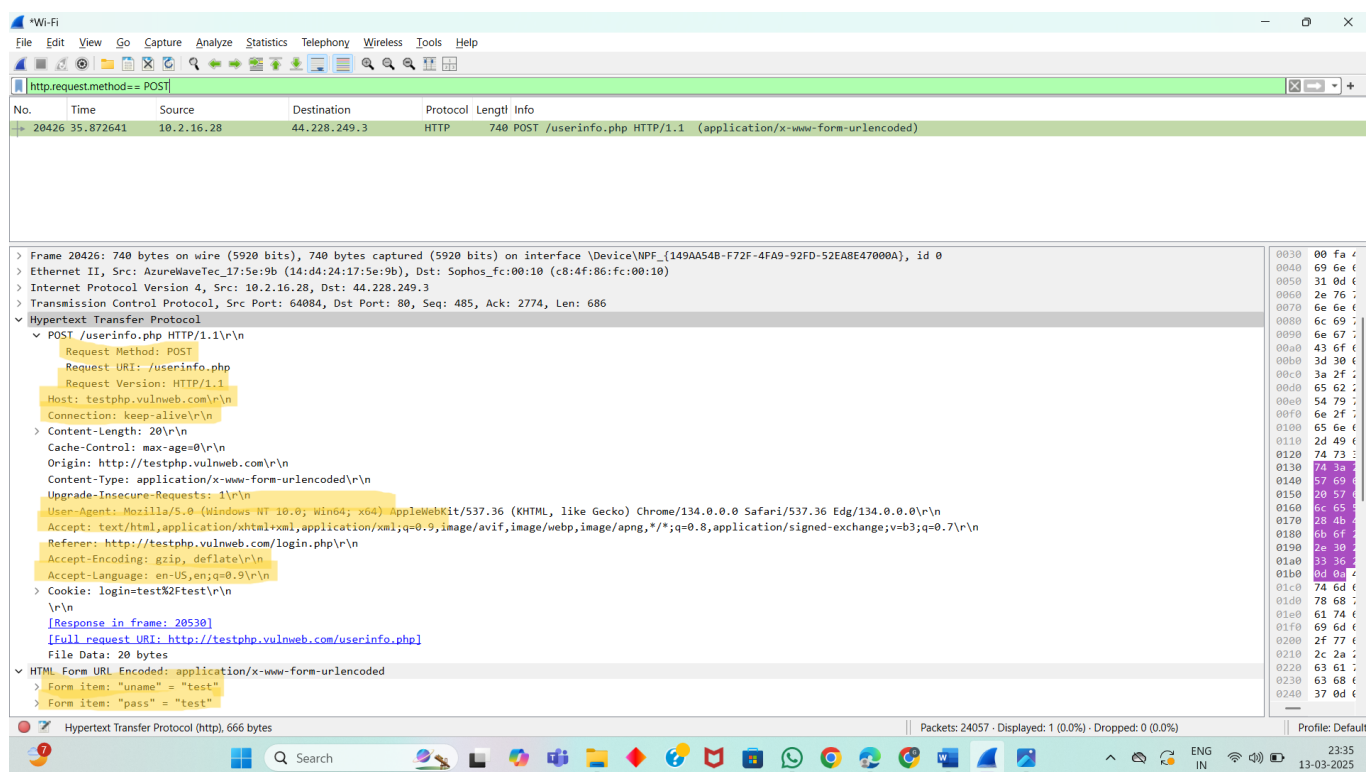 *Wi-Fi
File Edit View Go Capture Analyze Statistics Telephony Wireless Tools Help
http.request.method== POST
No. Time Source Destination Protocol Lengtl Info
20426 35.872641 10.2.16.28 44.228.249.3 HTTP 740 POST /userinfo.php HTTP/1.1 (application/x-www-form-urlencoded)
Frame 20426: 740 bytes on wire (5920 bits), 740 bytes captured (5920 bits) on interface \Device\NPF_{149AA54B-F72F-4FA9-92FD-52EA8E47000A}, id 0
Ethernet II, Src: AzureWaveTec_17:5e:9b (14:d4:24:17:5e:9b), Dst: Sophos_fc:00:10 (c8:4f:86:fc:00:10)
Internet Protocol Version 4, Src: 10.2.16.28, Dst: 44.228.249.3
Transmission Control Protocol, Src Port: 64084, Dst Port: 80, Seq: 485, Ack: 2774, Len: 686
Hypertext Transfer Protocol
POST /userinfo.php HTTP/1.1\r\n
Request Method: POST
Request URI: /userinfo.php
Request Version: HTTP/1.1
Host: testphp.vulnweb.com\r\n
Connection: keep-alive\r\n
Content-Length: 20\r\n
Cache-Control: max-age=0\r\n
Origin: http://testphp.vulnweb.com\r\n
Content-Type: application/x-www-form-urlencoded\r\n
Upgrade-Insecure-Requests: 1\r\n
User-Agent: Mozilla/5.0 (Windows NT 10.0; Win64; x64) AppleWebKit/537.36 (KHTML, like Gecko) Chrome/134.0.0.0 Safari/537.36 Edg/134.0.0.0\r\n
Accept: text/html,application/xhtml+xml,application/xml;q=0.9,image/avif,image/webp,image/apng,*/*;q=0.8,application/signed-exchange;v=b3;q=0.7\r\n
Referer: http://testphp.vulnweb.com/login.php\r\n
Accept-Encoding: gzip, deflate\r\n
Accept-Language: en-US,en;q=0.9\r\n
Cookie: login=test%2Ftest\r\n
\r\n
[Response in frame: 20530]
[Full request URI: http://testphp.vulnweb.com/userinfo.php]
File Data: 20 bytes
HTML Form URL Encoded: application/x-www-form-urlencoded
Form item: "uname" = "test"
Form item: "pass" = "test"
0030 00 fa
0040 69 6e
0050 31 0d
0060 2e 76
0070 6e 6e
0080 6c 69
0090 6e 67
00a0 43 6f
00b0 3d 30
00c0 3a 2f
00d0 65 62
00e0 54 79
00f0 6e 2f
0100 65 6e
0110 2d 49
0120 74 73
0130 74 3a
0140 57 69
0150 20 57
0160 6c 65
0170 28 4b
0180 6b 6f
0190 2e 30
01a0 33 36
01b0 0d 0a
01c0 74 6d
01d0 78 68
01e0 61 74
01f0 69 6d
0200 2f 77
0210 2c 2a
0220 63 61
0230 63 68
0240 37 0d
Hypertext Transfer Protocol (http), 666 bytes Packets: 24057 · Displayed: 1 (0.0%) · Dropped: 0 (0.0%) Profile: Default
7 Search ENG IN 23:35
13-03-2025